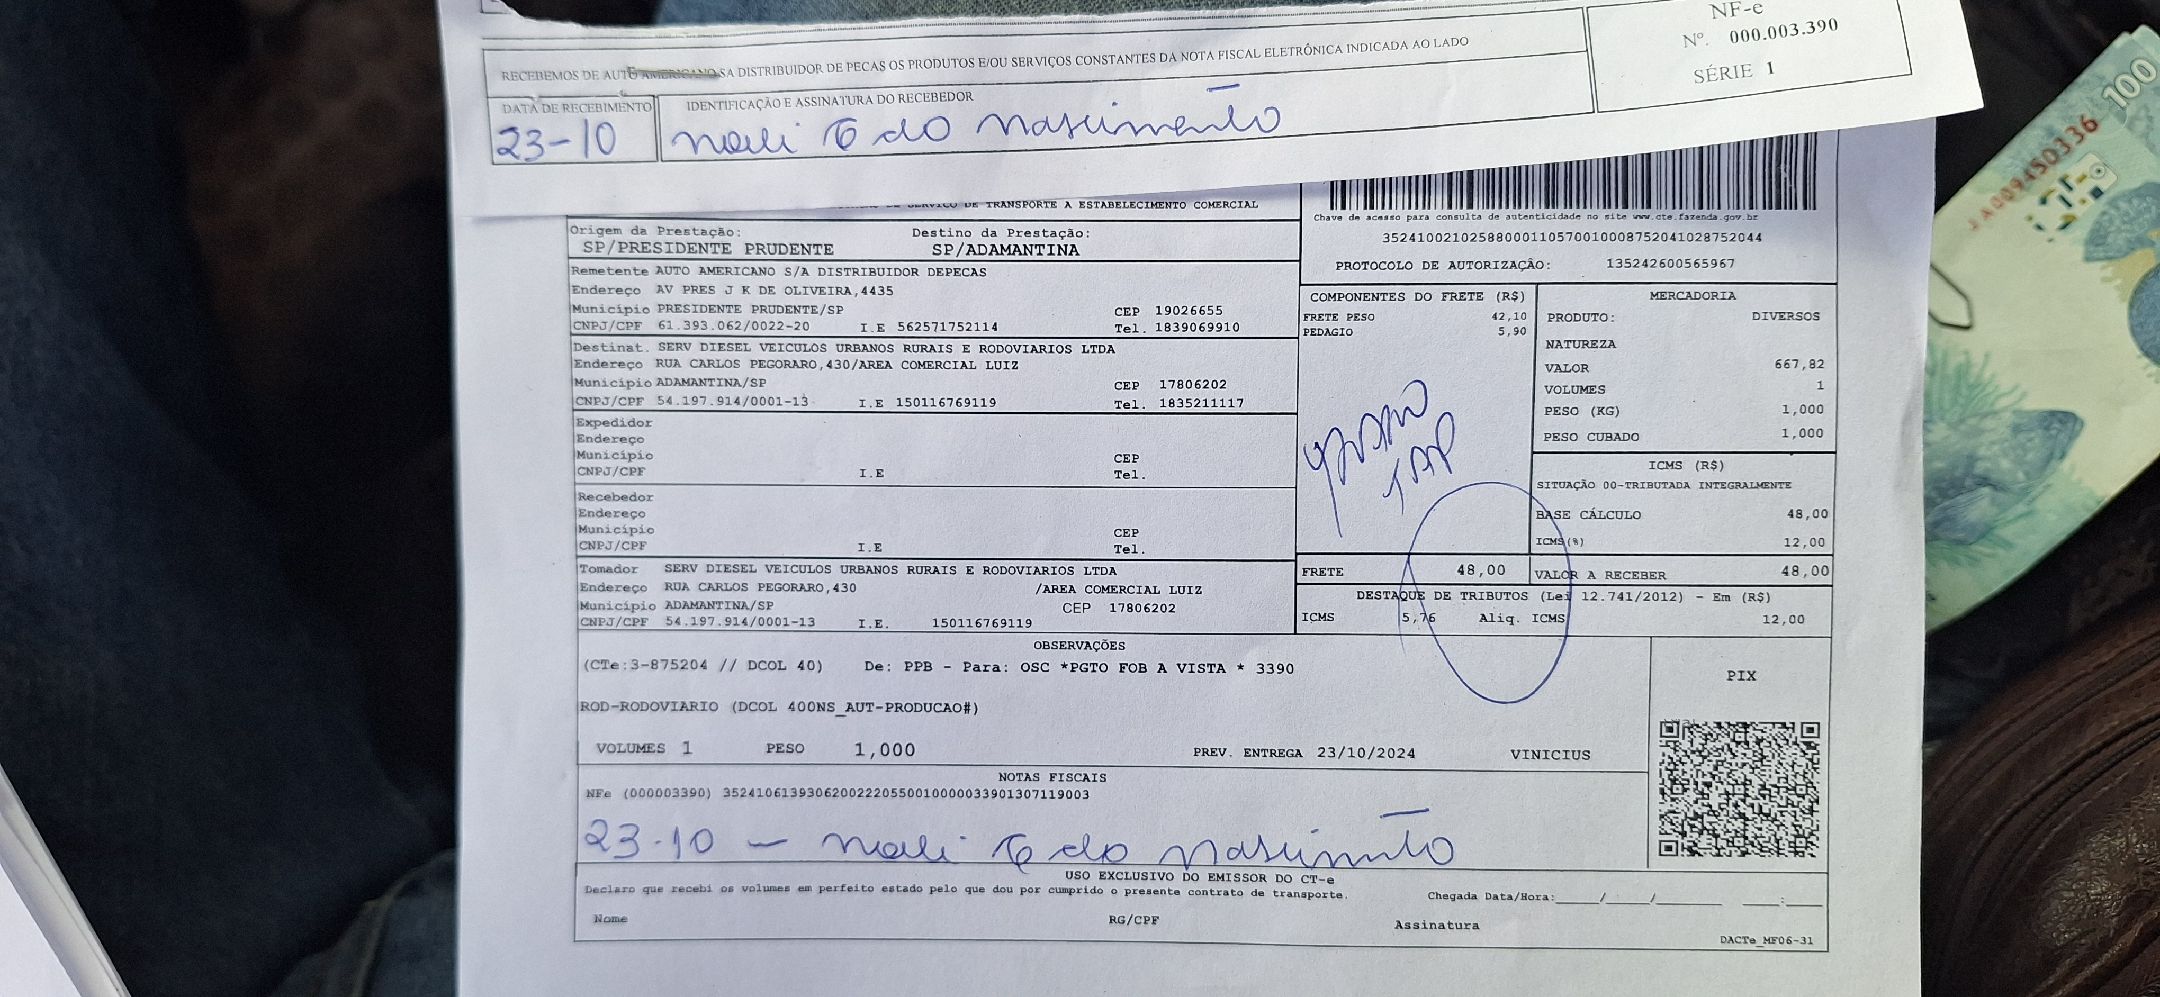 NF-e
Nº. 000.003.390
SÉRIE 1
RECEBEMOS DE AUTO AMERICANO SA DISTRIBUIDOR DE PECAS OS PRODUTOS E/OU SERVIÇOS CONSTANTES DA NOTA FISCAL ELETRÔNICA INDICADA AO LADO
DATA DE RECEBIMENTO IDENTIFICAÇÃO E ASSINATURA DO RECEBEDOR
23-10 do nascimento
DE TRANSPORTE A ESTABELECIMENTO COMERCIAL
Origem da Prestação: Destino da Prestação:
SP/PRESIDENTE PRUDENTE SP/ADAMANTINA
Chave de acesso para consulta de autenticidade no site www.cte.fazenda.gov.br
35241002102588000110570010008752041028752044
PROTOCOLO DE AUTORIZAÇÃO: 135242600565967
Remetente AUTO AMERICANO S/A DISTRIBUIDOR DEPECAS
Endereço AV PRES J K DE OLIVEIRA,4435
Município PRESIDENTE PRUDENTE/SP CEP 19026655
CNPJ/CPF 61.393.062/0022-20 I.E 562571752114 Tel. 1839069910
Destinat. SERV DIESEL VEICULOS URBANOS RURAIS E RODOVIARIOS LTDA
Endereço RUA CARLOS PEGORARO,430/AREA COMERCIAL LUIZ
Município ADAMANTINA/SP CEP 17806202
CNPJ/CPF 54.197.914/0001-13 I.E 150116769119 Tel. 1835211117
Expedidor
Endereço
Município CEP
CNPJ/CPF I.E Tel.
Recebedor
Endereço
Município CEP
CNPJ/CPF I.E Tel.
Tomador SERV DIESEL VEICULOS URBANOS RURAIS E RODOVIARIOS LTDA
Endereço RUA CARLOS PEGORARO,430 /AREA COMERCIAL LUIZ
Município ADAMANTINA/SP CEP 17806202
CNPJ/CPF 54.197.914/0001-13 I.E. 150116769119
COMPONENTES DO FRETE (R$)
FRETE PESO 42,10
PEDAGIO 5,90
FRETE 48,00
MERCADORIA
PRODUTO: DIVERSOS
NATUREZA
VALOR 667,82
VOLUMES 1
PESO (KG) 1,000
PESO CUBADO 1,000
ICMS (R$)
SITUAÇÃO 00-TRIBUTADA INTEGRALMENTE
BASE CÁLCULO 48,00
ICMS(%) 12,00
VALOR A RECEBER 48,00
DESTAQUE DE TRIBUTOS (Lei 12.741/2012) - Em (R$)
ICMS 5,76 Aliq. ICMS 12,00
OBSERVAÇÕES
(CTe:3-875204 // DCOL 40) De: PPB - Para: OSC *PGTO FOB A VISTA * 3390
ROD-RODOVIARIO (DCOL 400NS_AUT-PRODUCAO#)
VOLUMES 1 PESO 1,000 PREV. ENTREGA 23/10/2024 VINICIUS
PIX
NOTAS FISCAIS
NFe (000003390) 35241061393062002220550010000033901307119003
23.10 - do nascimento
USO EXCLUSIVO DO EMISSOR DO CT-e
Declaro que recebi os volumes em perfeito estado pelo que dou por cumprido o presente contrato de transporte. Chegada Data/Hora:_____/_____/_______ ____:____
Nome RG/CPF Assinatura
DACTe_MF06-31
100
JA009450336